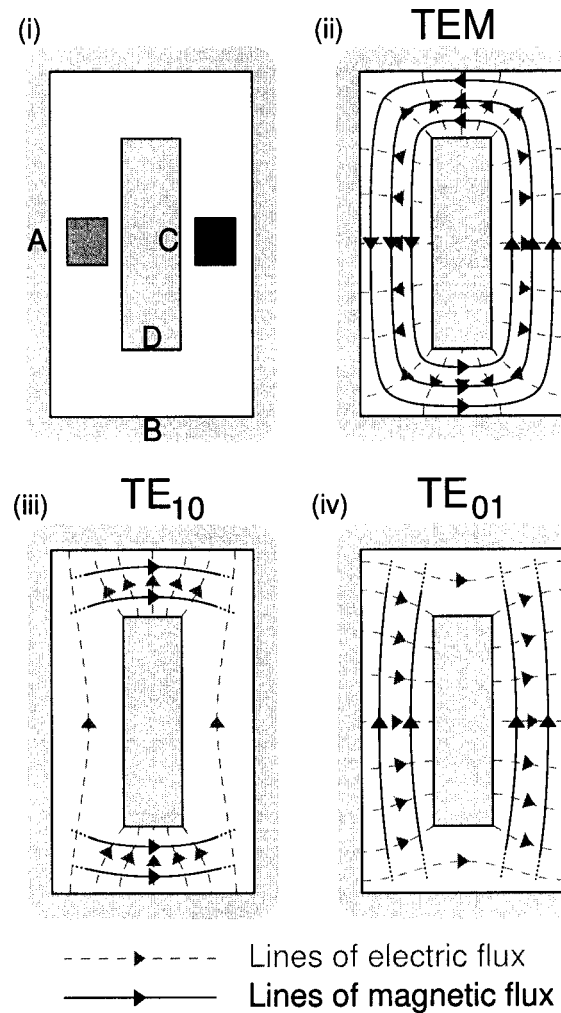 (i)
(ii) TEM
A C
D
B
(iii) TE10
(iv) TE01
Lines of electric flux
Lines of magnetic flux